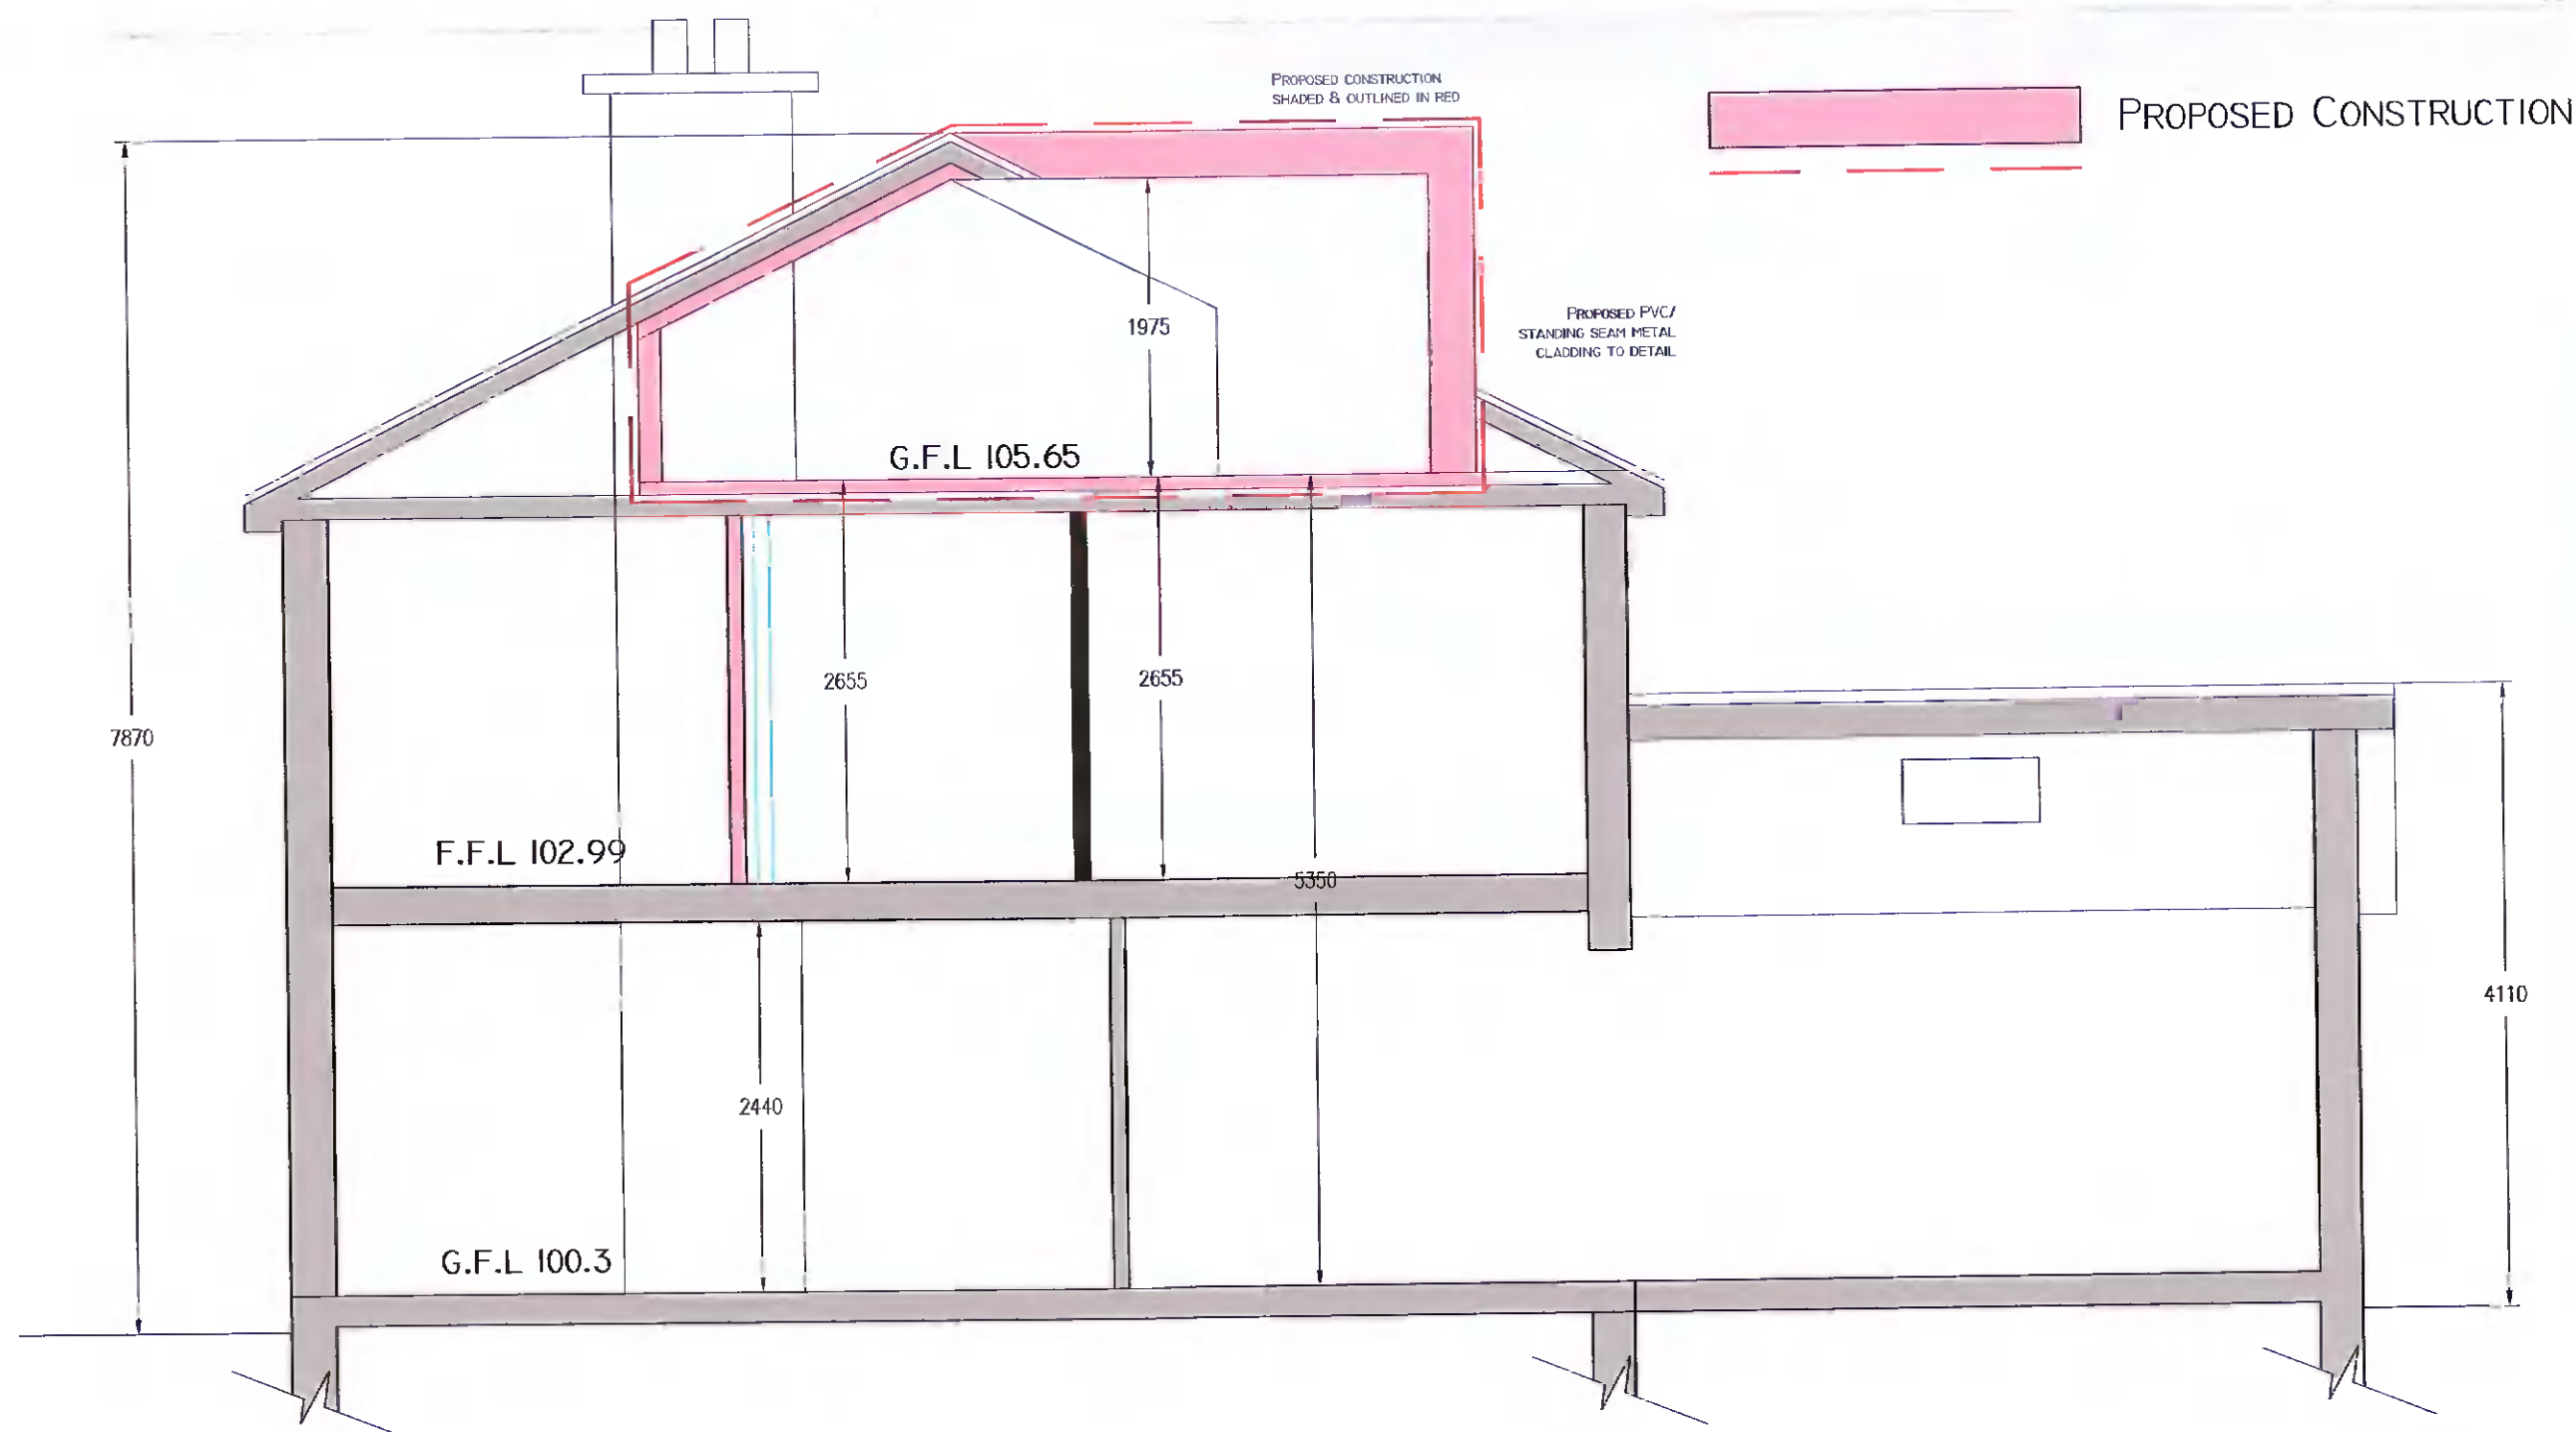 PROPOSED CONSTRUCTION
SHADED & OUTLINED IN RED
PROPOSED CONSTRUCTION
PROPOSED PVC/
STANDING SEAM METAL
CLADDING TO DETAIL
1975
G.F.L 105.65
2655
2655
7870
F.F.L 102.99
5350
4110
2440
G.F.L 100.3